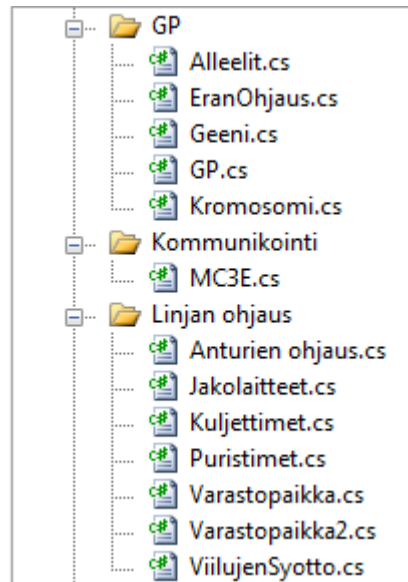 GP
Alleelit.cs
EranOhjaus.cs
Geeni.cs
GP.cs
Kromosomi.cs
Kommunikointi
MC3E.cs
Linjan ohjaus
Anturien ohjaus.cs
Jakolaitteet.cs
Kuljettimet.cs
Puristimet.cs
Varastopaikka.cs
Varastopaikka2.cs
ViilujenSyotto.cs